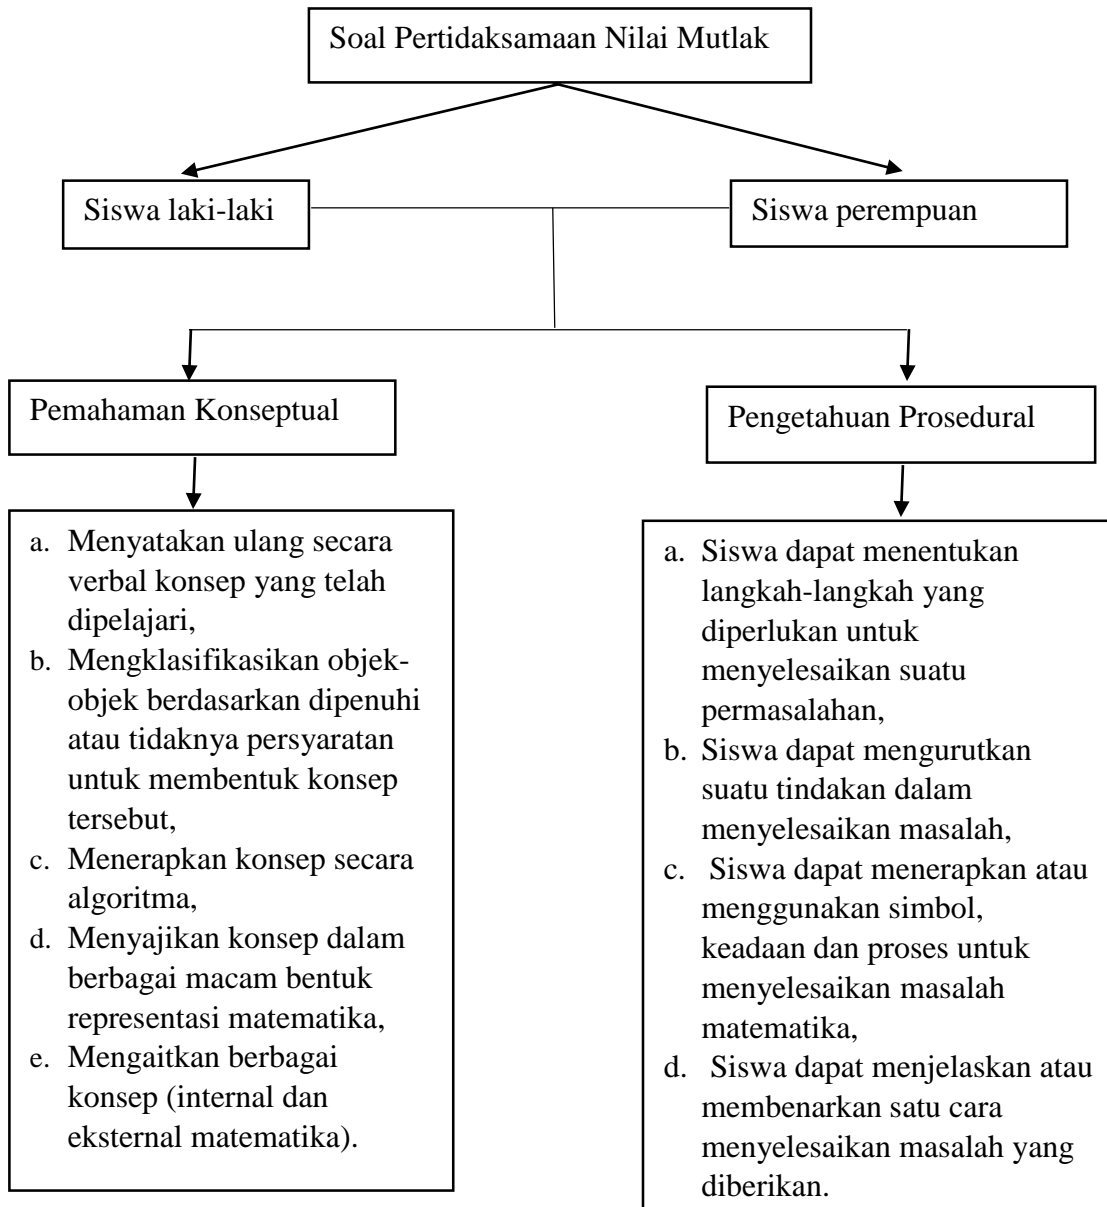 Soal Pertidaksamaan Nilai Mutlak
Siswa laki-laki
Siswa perempuan
Pemahaman Konseptual
Pengetahuan Prosedural
a. Menyatakan ulang secara
verbal konsep yang telah
dipelajari,
b. Mengklasifikasikan objek-
objek berdasarkan dipenuhi
atau tidaknya persyaratan
untuk membentuk konsep
tersebut,
c. Menerapkan konsep secara
algoritma,
d. Menyajikan konsep dalam
berbagai macam bentuk
representasi matematika,
e. Mengaitkan berbagai
konsep (internal dan
eksternal matematika).
a. Siswa dapat menentukan
langkah-langkah yang
diperlukan untuk
menyelesaikan suatu
permasalahan,
b. Siswa dapat mengurutkan
suatu tindakan dalam
menyelesaikan masalah,
c. Siswa dapat menerapkan atau
menggunakan simbol,
keadaan dan proses untuk
menyelesaikan masalah
matematika,
d. Siswa dapat menjelaskan atau
membenarkan satu cara
menyelesaikan masalah yang
diberikan.